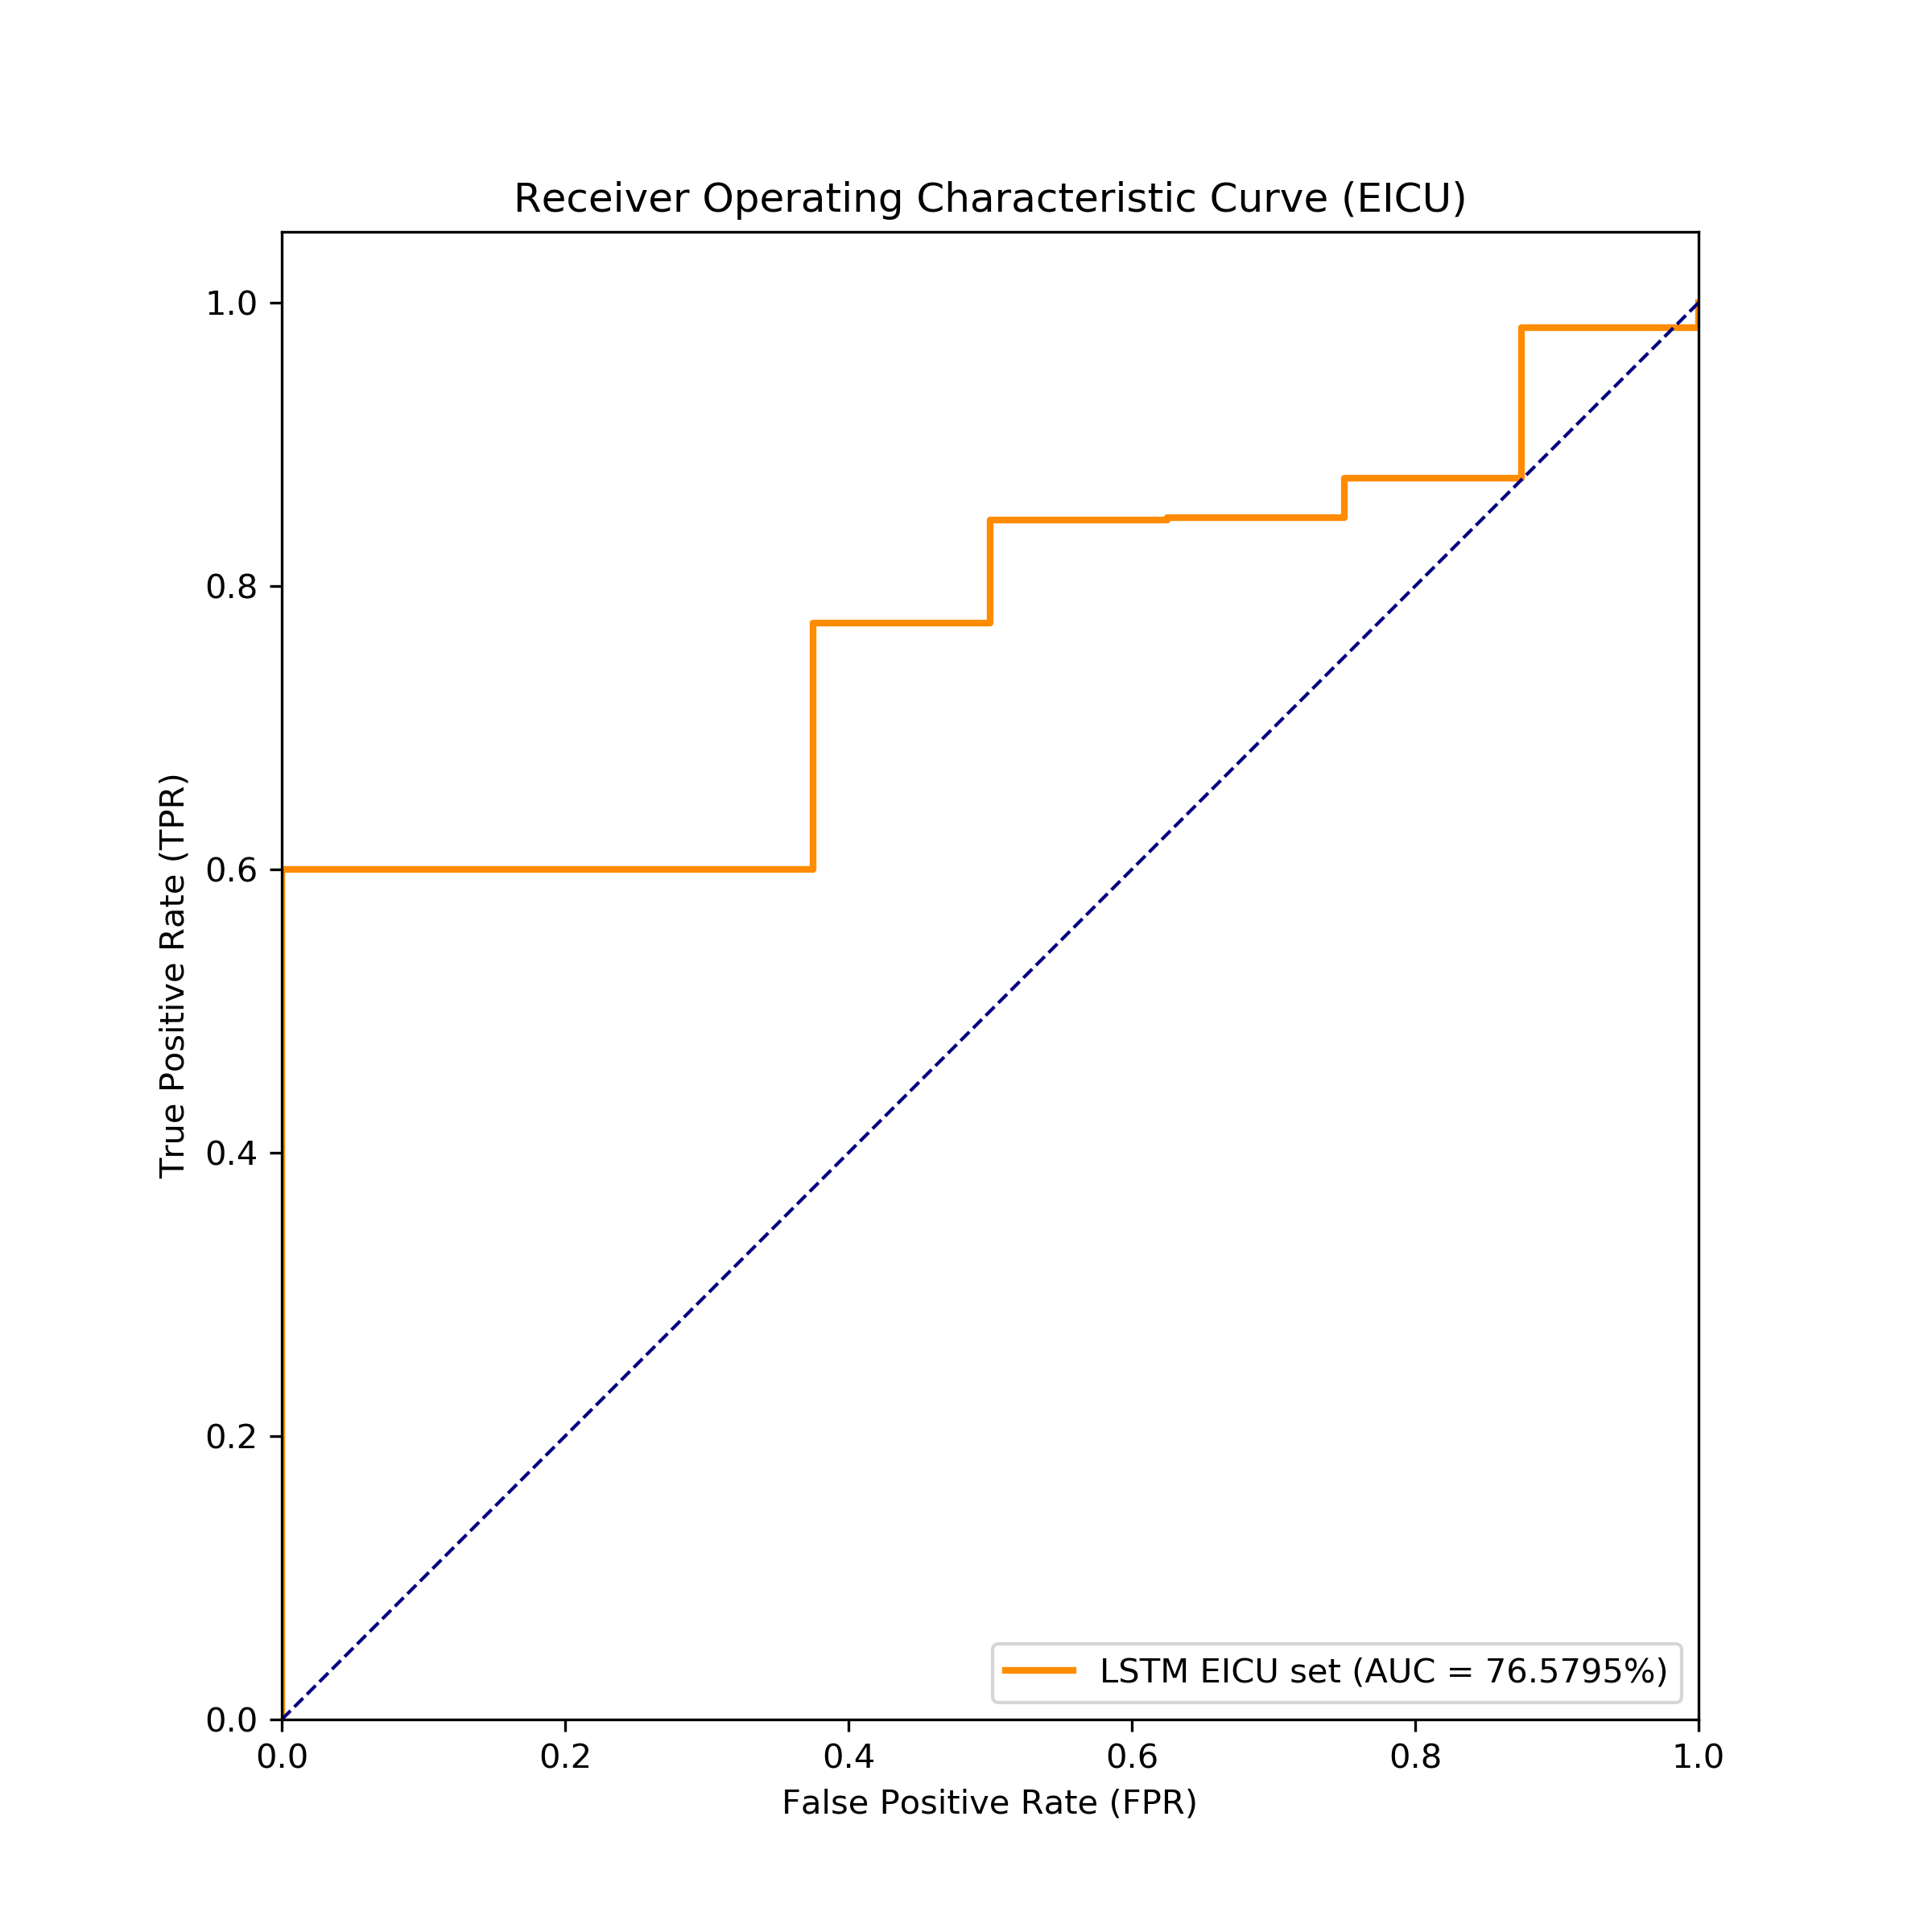 Receiver Operating Characteristic Curve (EICU)
1.0
0.8
0.6
0.4
0.2
0.0
True Positive Rate (TPR)
LSTM EICU set (AUC = 76.5795%)
0.0 0.2 0.4 0.6 0.8 1.0
False Positive Rate (FPR)